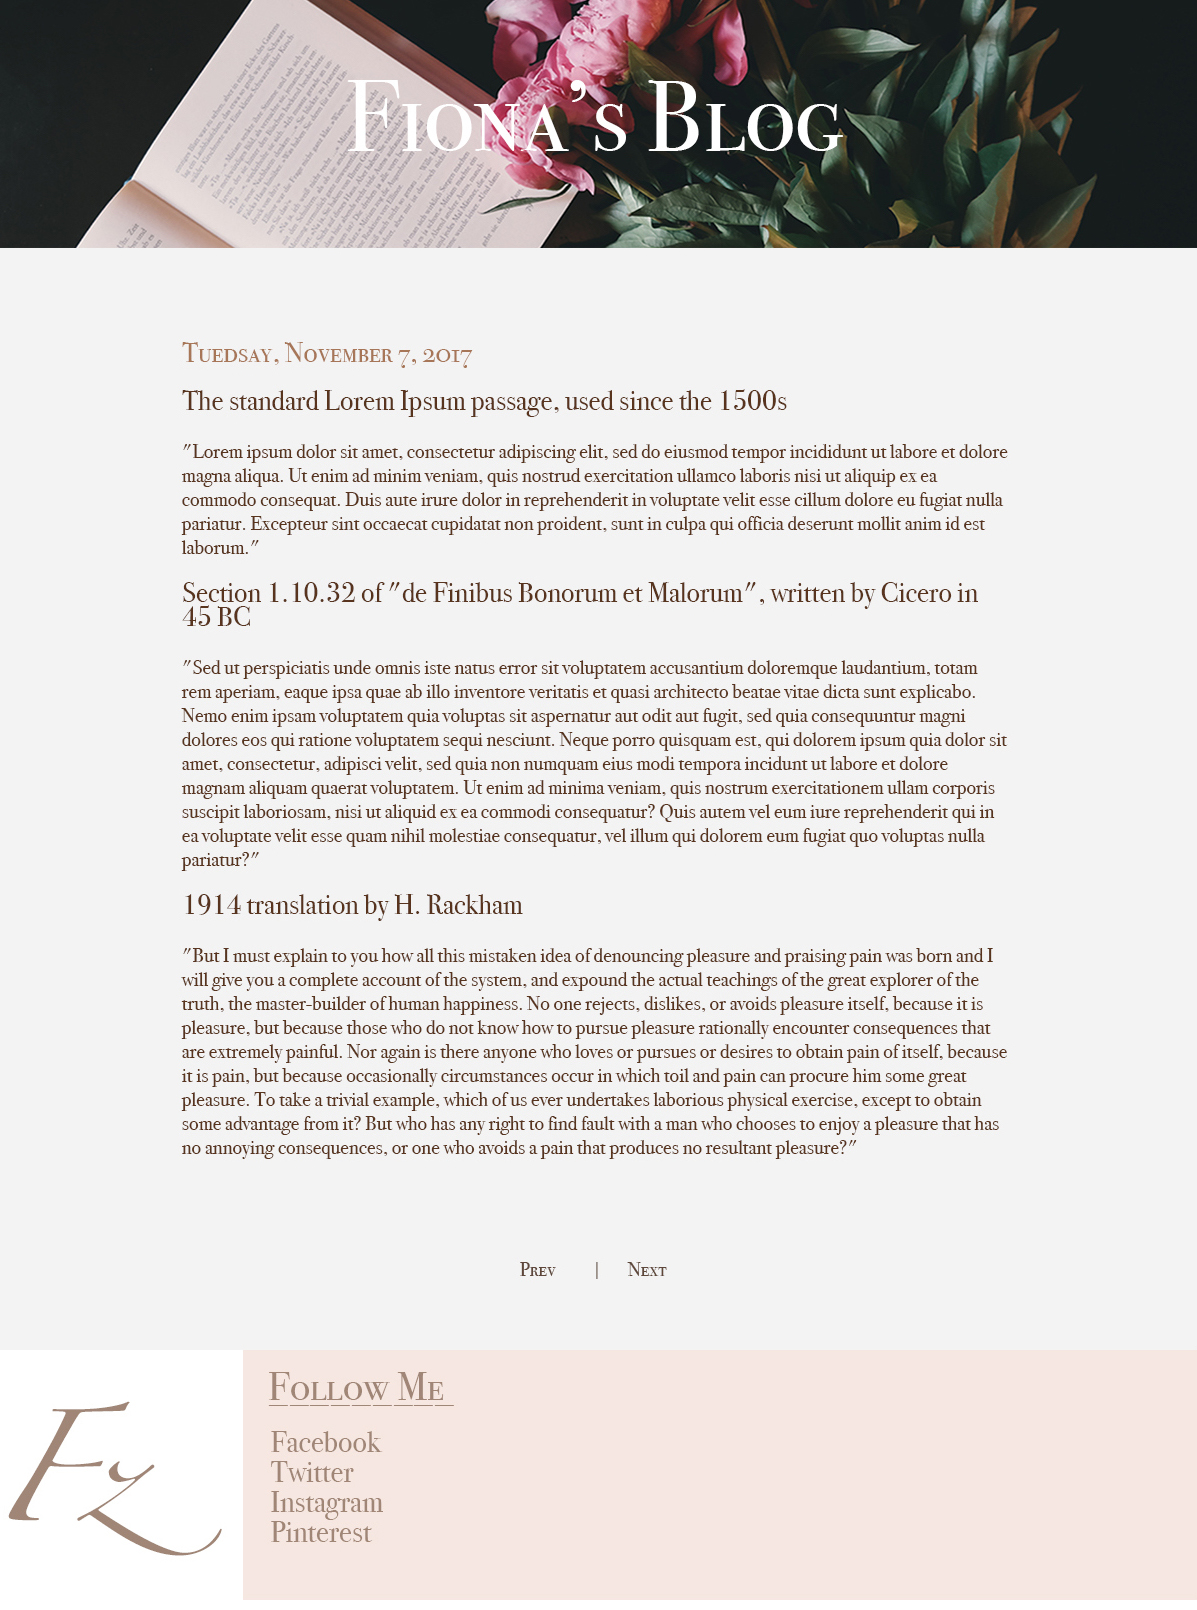 Fiona's Blog
Tuedsay, November 7, 2017
The standard Lorem Ipsum passage, used since the 1500s
"Lorem ipsum dolor sit amet, consectetur adipiscing elit, sed do eiusmod tempor incididunt ut labore et dolore
magna aliqua. Ut enim ad minim veniam, quis nostrud exercitation ullamco laboris nisi ut aliquip ex ea
commodo consequat. Duis aute irure dolor in reprehenderit in voluptate velit esse cillum dolore eu fugiat nulla
pariatur. Excepteur sint occaecat cupidatat non proident, sunt in culpa qui officia deserunt mollit anim id est
laborum."
Section 1.10.32 of "de Finibus Bonorum et Malorum", written by Cicero in
45 BC
"Sed ut perspiciatis unde omnis iste natus error sit voluptatem accusantium doloremque laudantium, totam
rem aperiam, eaque ipsa quae ab illo inventore veritatis et quasi architecto beatae vitae dicta sunt explicabo.
Nemo enim ipsam voluptatem quia voluptas sit aspernatur aut odit aut fugit, sed quia consequuntur magni
dolores eos qui ratione voluptatem sequi nesciunt. Neque porro quisquam est, qui dolorem ipsum quia dolor sit
amet, consectetur, adipisci velit, sed quia non numquam eius modi tempora incidunt ut labore et dolore
magnam aliquam quaerat voluptatem. Ut enim ad minima veniam, quis nostrum exercitationem ullam corporis
suscipit laboriosam, nisi ut aliquid ex ea commodi consequatur? Quis autem vel eum iure reprehenderit qui in
ea voluptate velit esse quam nihil molestiae consequatur, vel illum qui dolorem eum fugiat quo voluptas nulla
pariatur?"
1914 translation by H. Rackham
"But I must explain to you how all this mistaken idea of denouncing pleasure and praising pain was born and I
will give you a complete account of the system, and expound the actual teachings of the great explorer of the
truth, the master-builder of human happiness. No one rejects, dislikes, or avoids pleasure itself, because it is
pleasure, but because those who do not know how to pursue pleasure rationally encounter consequences that
are extremely painful. Nor again is there anyone who loves or pursues or desires to obtain pain of itself, because
it is pain, but because occasionally circumstances occur in which toil and pain can procure him some great
pleasure. To take a trivial example, which of us ever undertakes laborious physical exercise, except to obtain
some advantage from it? But who has any right to find fault with a man who chooses to enjoy a pleasure that has
no annoying consequences, or one who avoids a pain that produces no resultant pleasure?"
Prev | Next
Follow Me
Facebook
Twitter
Instagram
Pinterest